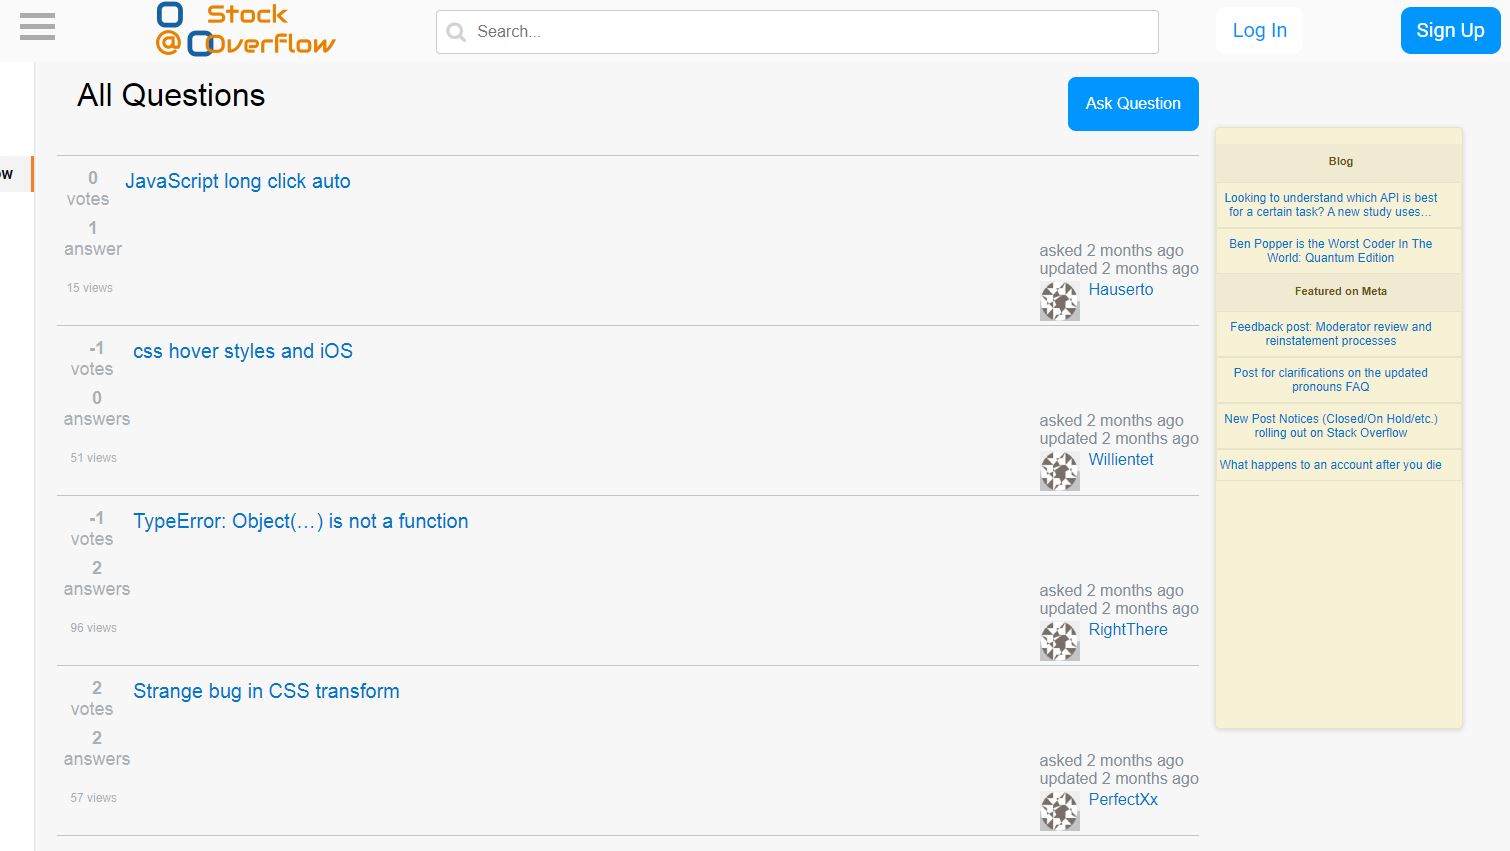 Stock
@ Overflow
Search...
Log In
Sign Up
All Questions
Ask Question
ow
0
votes
JavaScript long click auto
1
answer
15 views
asked 2 months ago
updated 2 months ago
Hauserto
-1
votes
css hover styles and iOS
0
answers
51 views
asked 2 months ago
updated 2 months ago
Willientet
-1
votes
TypeError: Object(…) is not a function
2
answers
96 views
asked 2 months ago
updated 2 months ago
RightThere
2
votes
Strange bug in CSS transform
2
answers
57 views
asked 2 months ago
updated 2 months ago
PerfectXx
Blog
Looking to understand which API is best
for a certain task? A new study uses…
Ben Popper is the Worst Coder In The
World: Quantum Edition
Featured on Meta
Feedback post: Moderator review and
reinstatement processes
Post for clarifications on the updated
pronouns FAQ
New Post Notices (Closed/On Hold/etc.)
rolling out on Stack Overflow
What happens to an account after you die